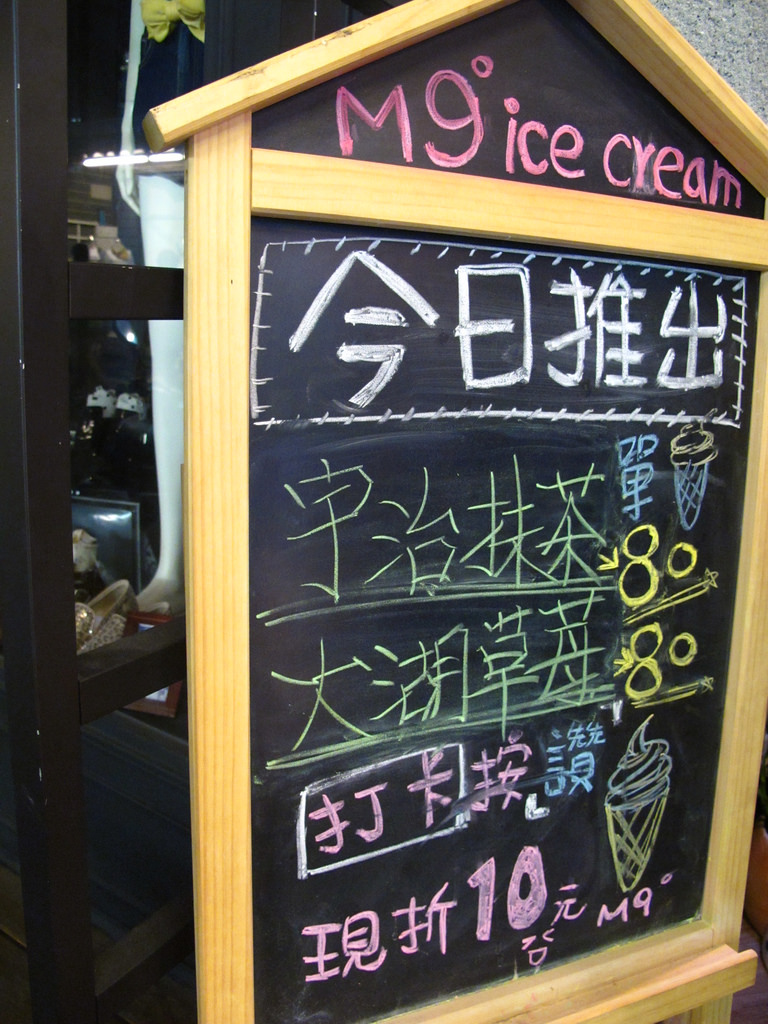 M9° ice cream
今日推出
單
宇治抹茶 80
大湖草苺 80
打卡按「讚」
現折10元 M9°